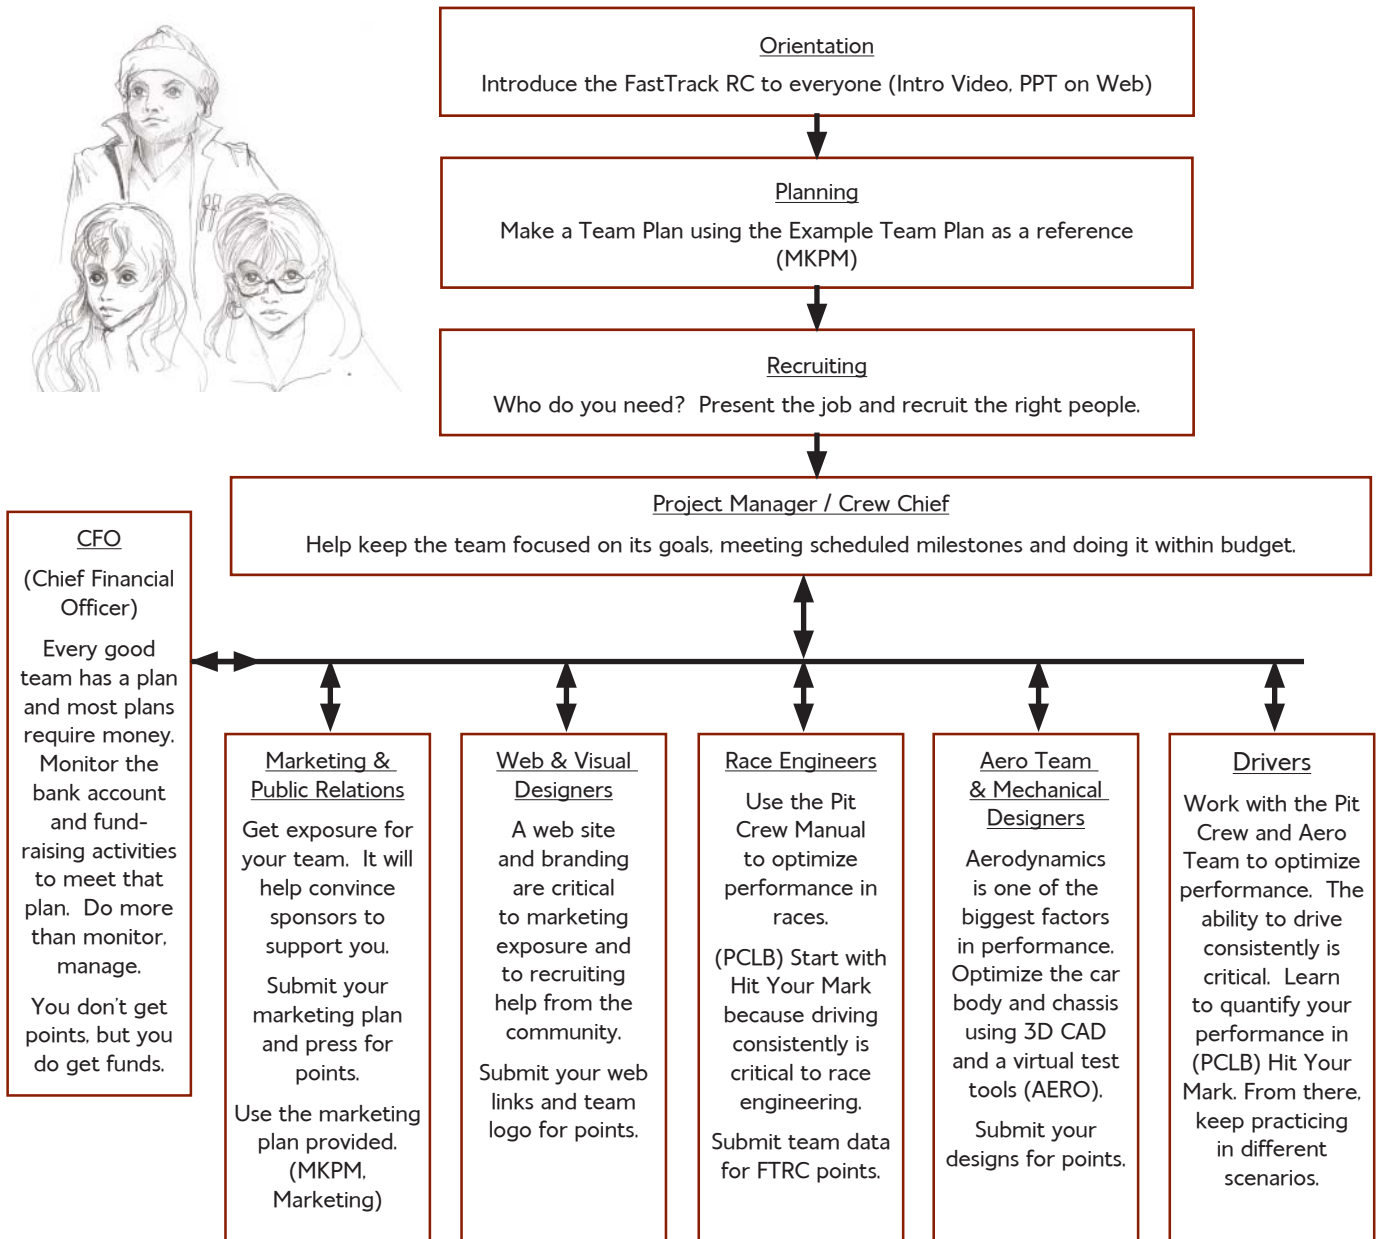 Orientation
Introduce the FastTrack RC to everyone (Intro Video, PPT on Web)
Planning
Make a Team Plan using the Example Team Plan as a reference
(MKPM)
Recruiting
Who do you need?  Present the job and recruit the right people.
Project Manager / Crew Chief
Help keep the team focused on its goals, meeting scheduled milestones and doing it within budget.
CFO
(Chief Financial
Officer)
Every good
team has a plan
and most plans
require money.
Monitor the
bank account
and fund-
raising activities
to meet that
plan.  Do more
than monitor,
manage.
You don't get
points, but you
do get funds.
Marketing &
Public Relations
Get exposure for
your team.  It will
help convince
sponsors to
support you.
Submit your
marketing plan
and press for
points.
Use the marketing
plan provided.
(MKPM,
Marketing)
Web & Visual
Designers
A web site
and branding
are critical
to marketing
exposure and
to recruiting
help from the
community.
Submit your web
links and team
logo for points.
Race Engineers
Use the Pit
Crew Manual
to optimize
performance in
races.
(PCLB) Start with
Hit Your Mark
because driving
consistently is
critical to race
engineering.
Submit team data
for FTRC points.
Aero Team
& Mechanical
Designers
Aerodynamics
is one of the
biggest factors
in performance.
Optimize the car
body and chassis
using 3D CAD
and a virtual test
tools (AERO).
Submit your
designs for points.
Drivers
Work with the Pit
Crew and Aero
Team to optimize
performance.  The
ability to drive
consistently is
critical.  Learn
to quantify your
performance in
(PCLB) Hit Your
Mark. From there,
keep practicing
in different
scenarios.